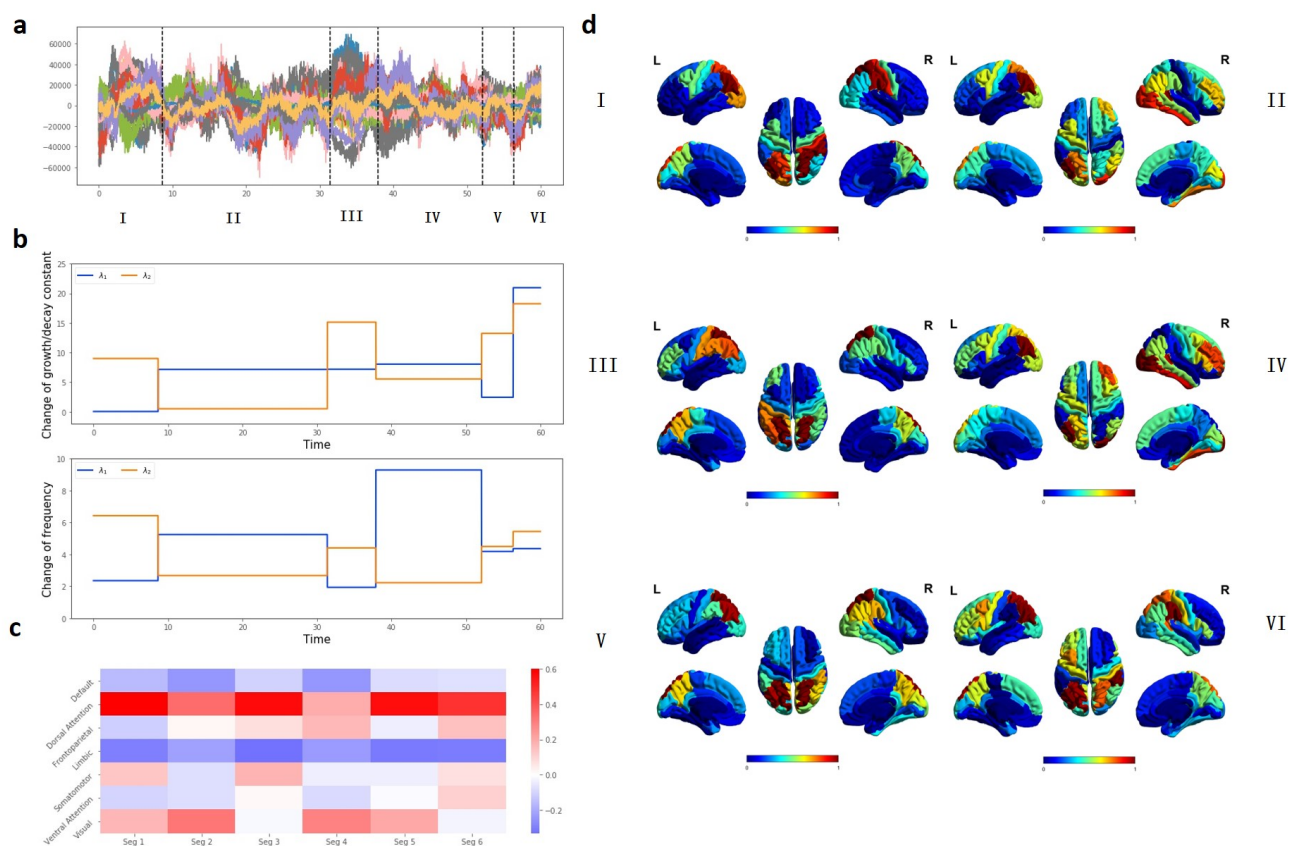 a
60000
40000
20000
0
−20000
−40000
−60000
0 10 20 30 40 50 60
I II III IV V VI
b
Change of growth/decay constant
25
20
15
10
5
0
λ₁ λ₂
0 10 20 30 40 50 60
Time
Change of frequency
10
8
6
4
2
0
λ₁ λ₂
0 10 20 30 40 50 60
Time
c
Default
Dorsal Attention
Frontoparietal
Limbic
Somatomotor
Ventral Attention
Visual
Seg 1 Seg 2 Seg 3 Seg 4 Seg 5 Seg 6
0.6
0.4
0.2
0.0
−0.2
d
I
L R
0 1
II
L R
0 1
III
L R
0 1
IV
L R
0 1
V
L R
0 1
VI
L R
0 1